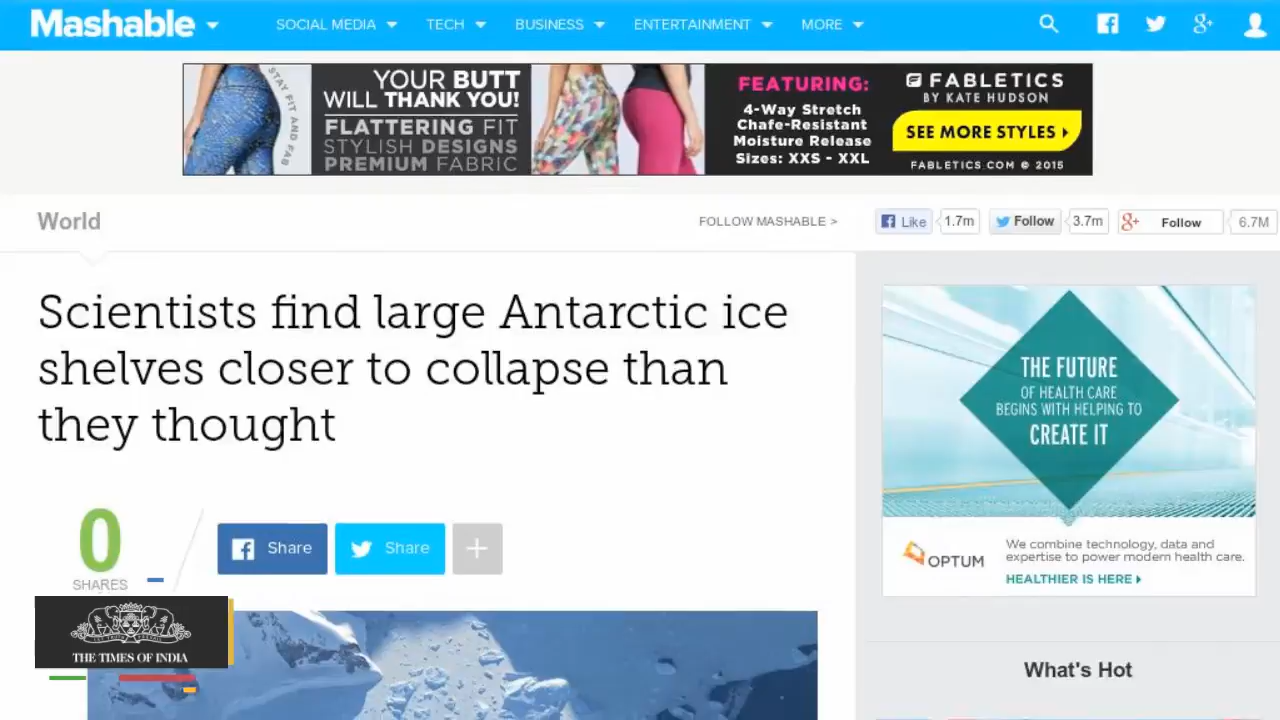 Mashable
SOCIAL MEDIA TECH BUSINESS ENTERTAINMENT MORE
STAY FIT AND FAB
YOUR BUTT
WILL THANK YOU!
FLATTERING FIT
STYLISH DESIGNS
PREMIUM FABRIC
FEATURING:
4-Way Stretch
Chafe-Resistant
Moisture Release
Sizes: XXS - XXL
FABLETICS
BY KATE HUDSON
SEE MORE STYLES
FABLETICS.COM © 2015
World
FOLLOW MASHABLE >
Like 1.7m Follow 3.7m Follow 6.7M
Scientists find large Antarctic ice
shelves closer to collapse than
they thought
0
SHARES
Share Share
THE TIMES OF INDIA
THE FUTURE
OF HEALTH CARE
BEGINS WITH HELPING TO
CREATE IT
OPTUM
We combine technology, data and
expertise to power modern health care.
HEALTHIER IS HERE
What's Hot